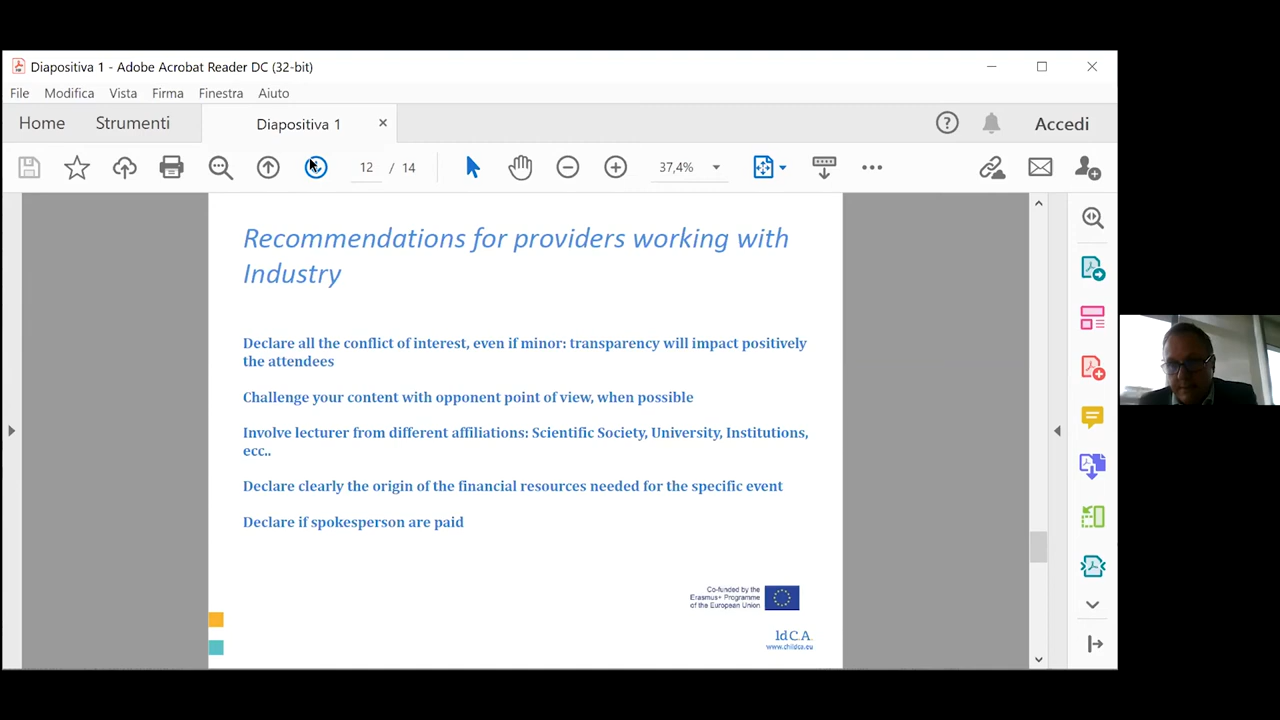 Diapositiva 1 - Adobe Acrobat Reader DC (32-bit)
File Modifica Vista Firma Finestra Aiuto
Home Strumenti Diapositiva 1 Accedi
12 / 14 37,4%
Recommendations for providers working with
Industry
Declare all the conflict of interest, even if minor: transparency will impact positively
the attendees
Challenge your content with opponent point of view, when possible
Involve lecturer from different affiliations: Scientific Society, University, Institutions,
ecc..
Declare clearly the origin of the financial resources needed for the specific event
Declare if spokesperson are paid
Co-funded by the
Erasmus+ Programme
of the European Union
ld C.A.
www.childca.eu